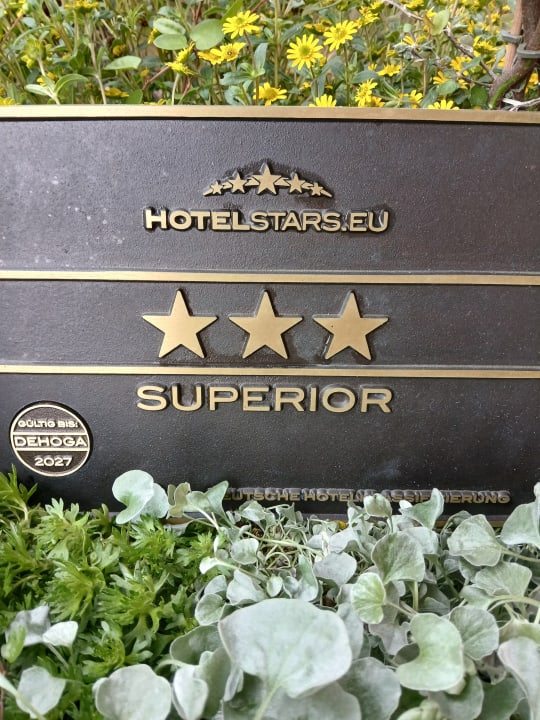 HOTELSTARS.EU
SUPERIOR
GÜLTIG BIS:
DEHOGA
2027